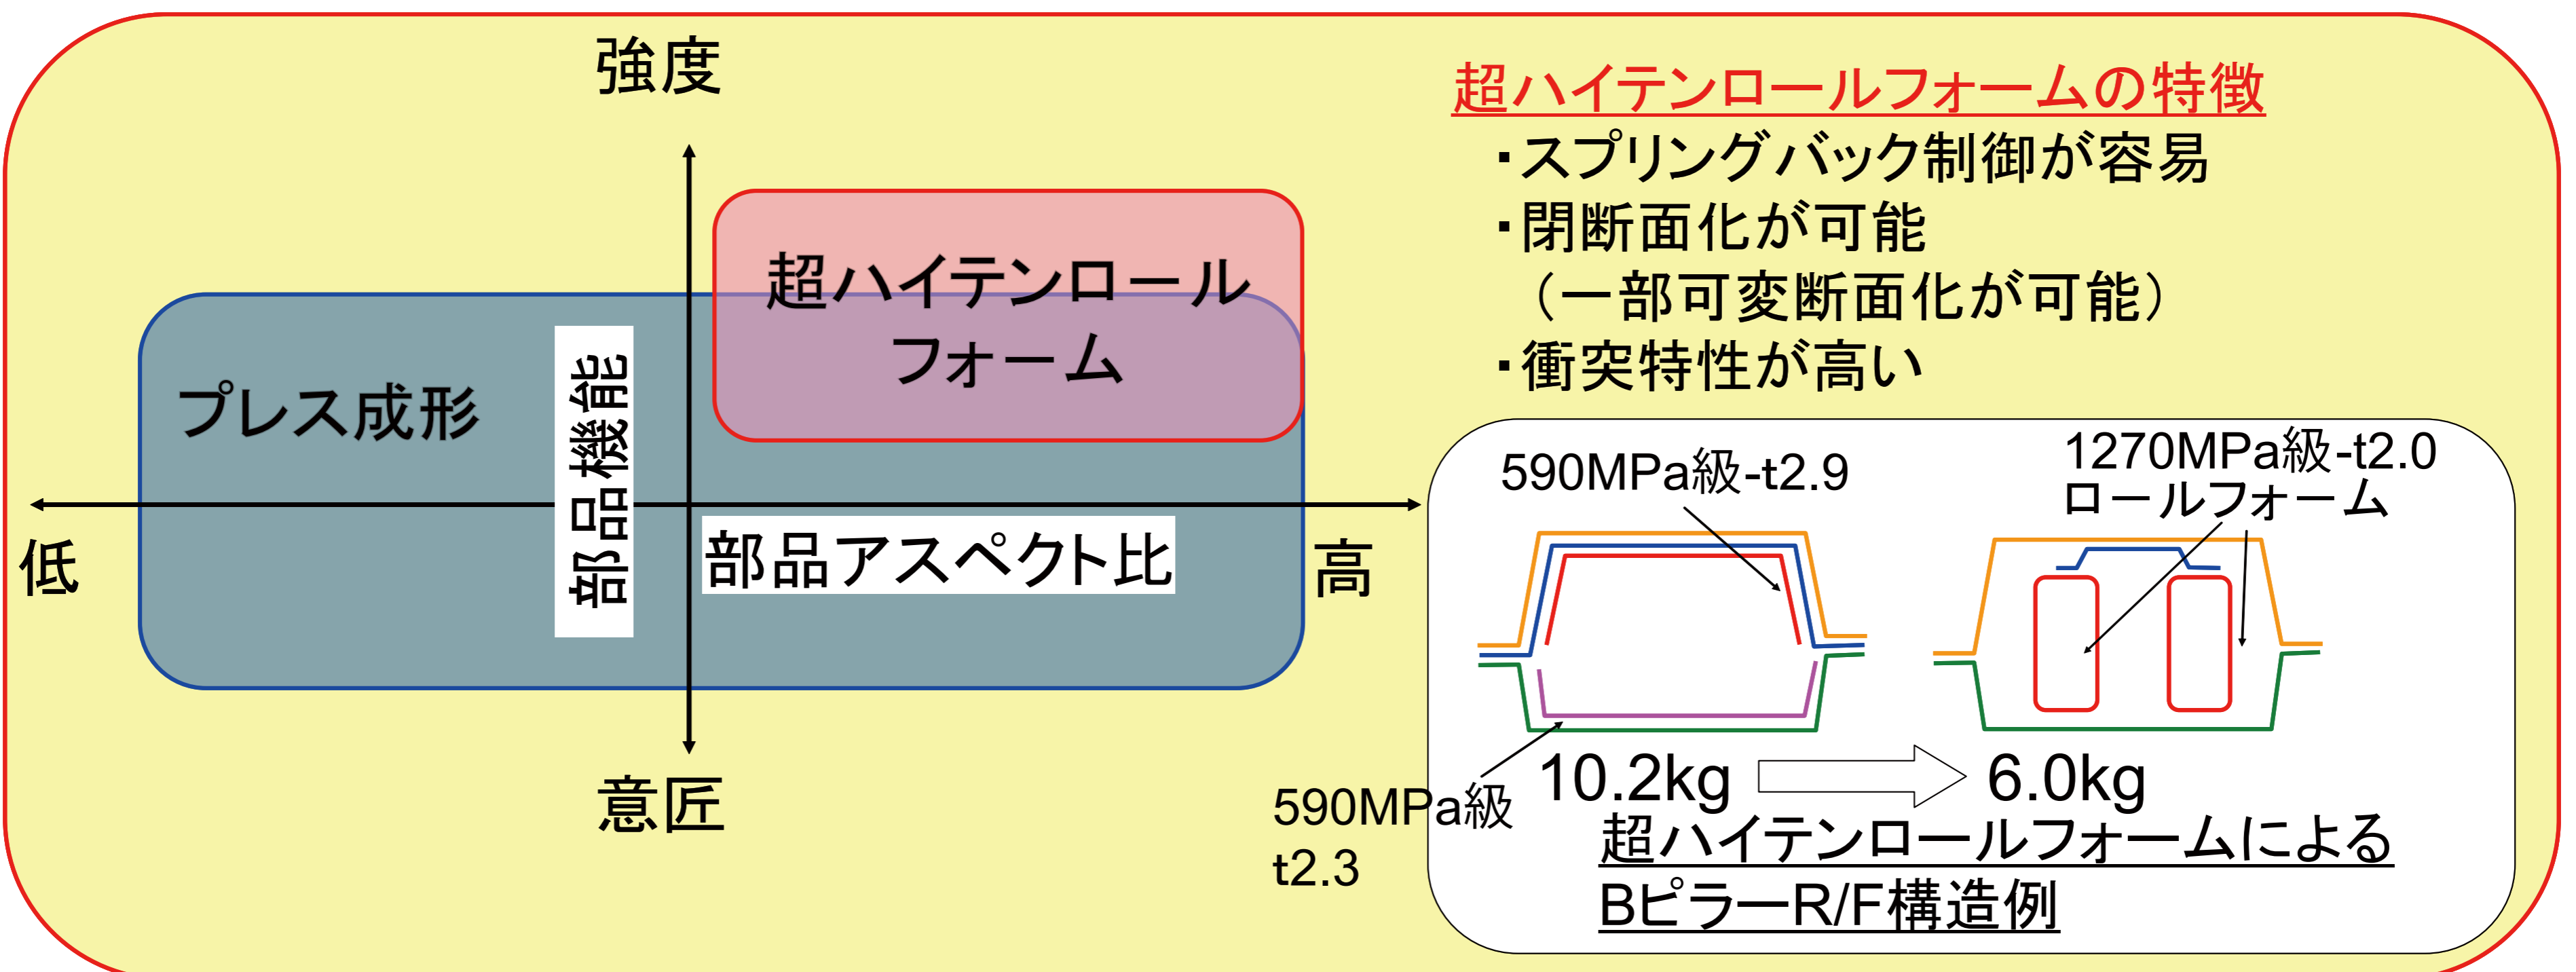 強度
超ハイテンロール
フォーム
プレス成形
部品機能
部品アスペクト比
低
高
意匠
超ハイテンロールフォームの特徴
・スプリングバック制御が容易
・閉断面化が可能
（一部可変断面化が可能）
・衝突特性が高い
590MPa級-t2.9
1270MPa級-t2.0
ロールフォーム
590MPa級
t2.3
10.2kg
6.0kg
超ハイテンロールフォームによる
BピラーR/F構造例